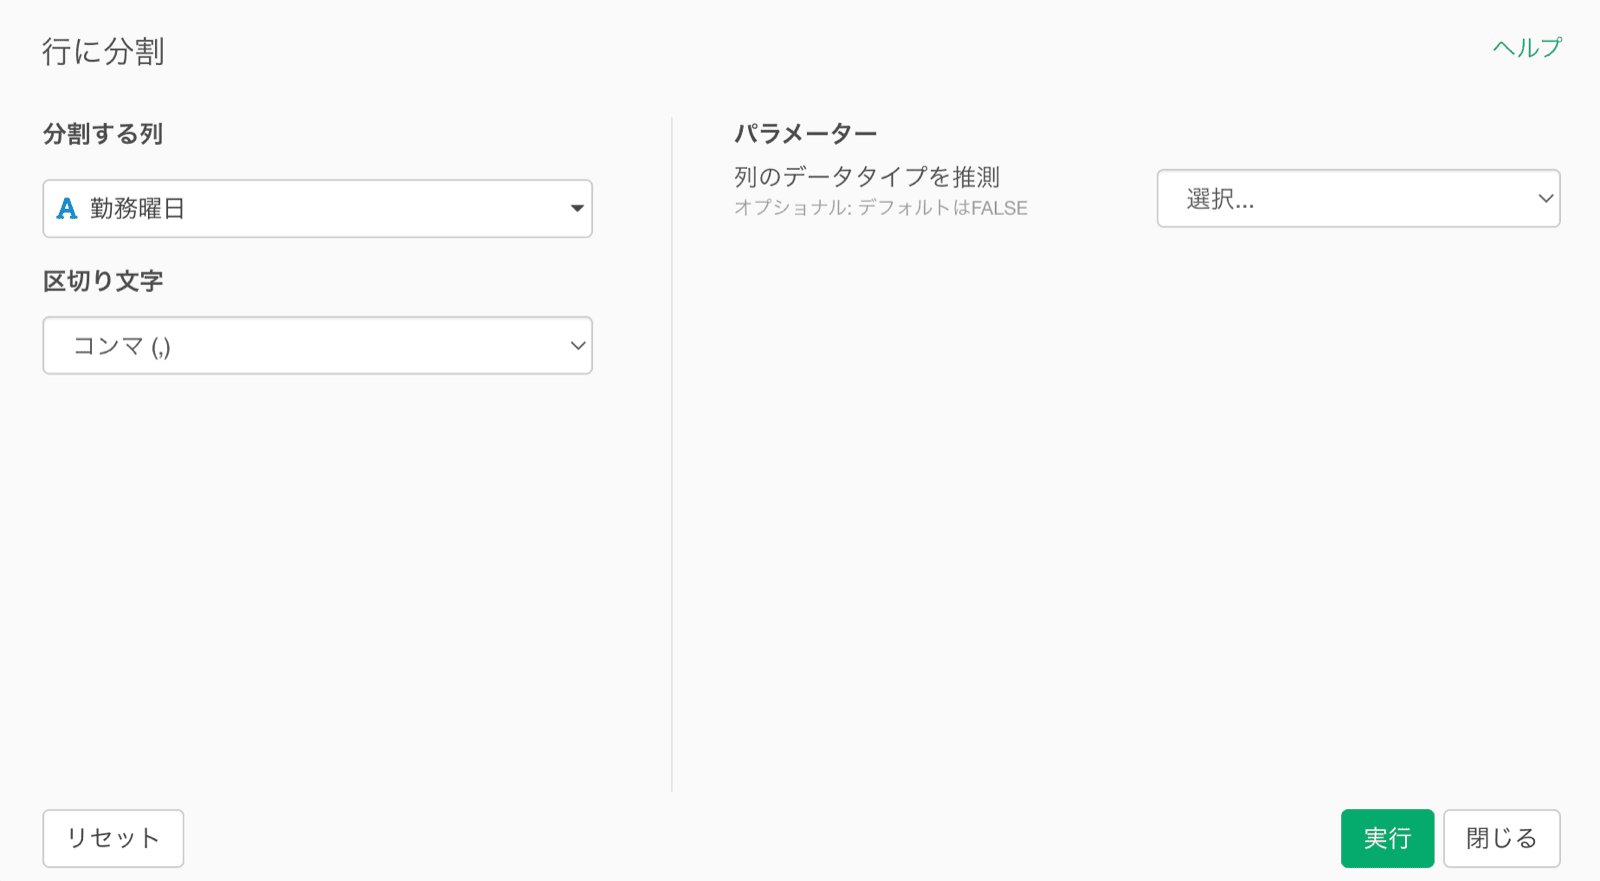 行に分割
ヘルプ
分割する列
A 勤務曜日
区切り文字
コンマ (,)
パラメーター
列のデータタイプを推測
オプショナル: デフォルトはFALSE
選択...
リセット
実行
閉じる